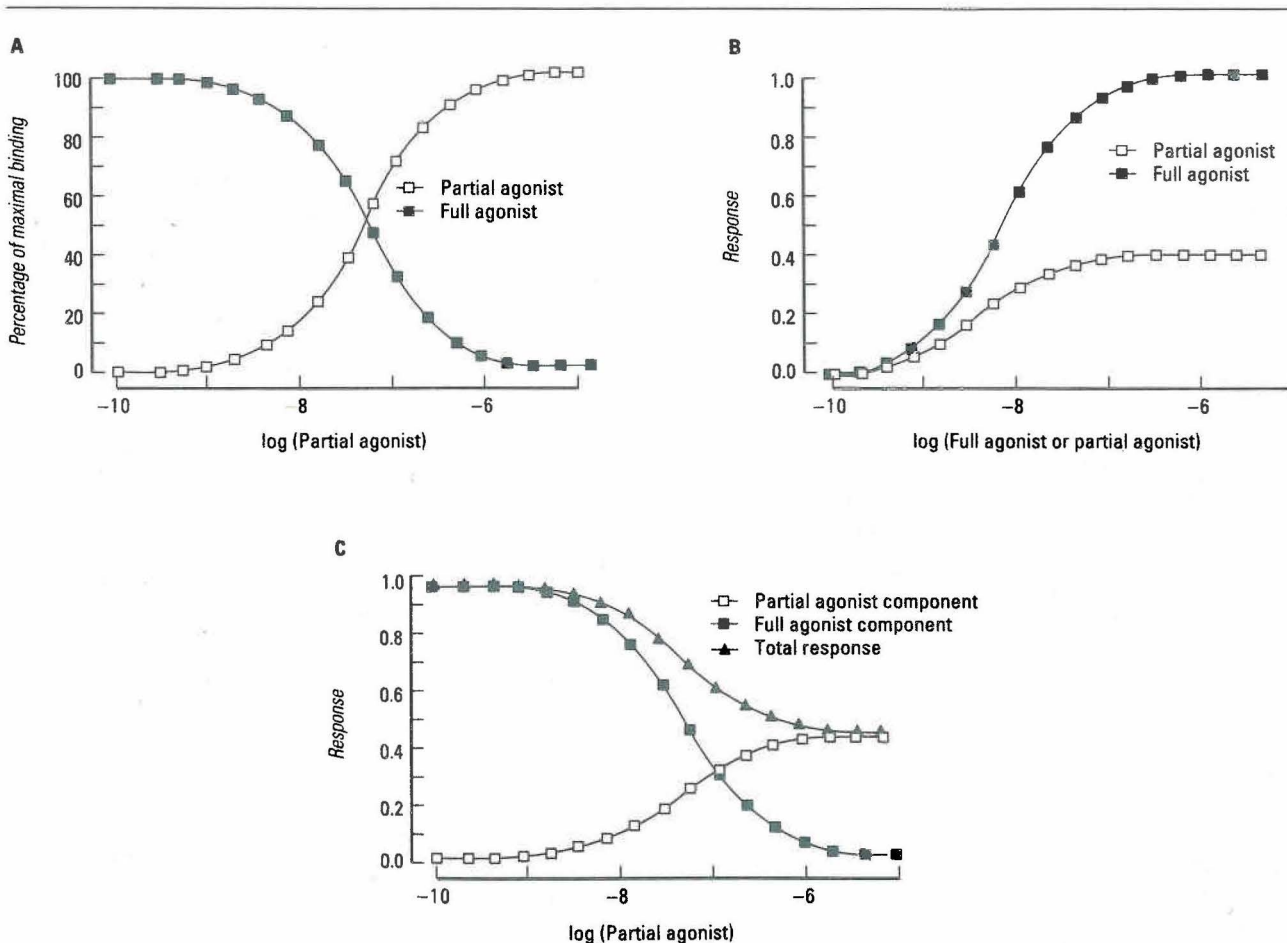 A
Percentage of maximal binding
100
80
60
40
20
0
Partial agonist
Full agonist
−10
−8
−6
log (Partial agonist)
B
Response
1.0
0.8
0.6
0.4
0.2
0.0
Partial agonist
Full agonist
−10
−8
−6
log (Full agonist or partial agonist)
C
Response
1.0
0.8
0.6
0.4
0.2
0.0
Partial agonist component
Full agonist component
Total response
−10
−8
−6
log (Partial agonist)